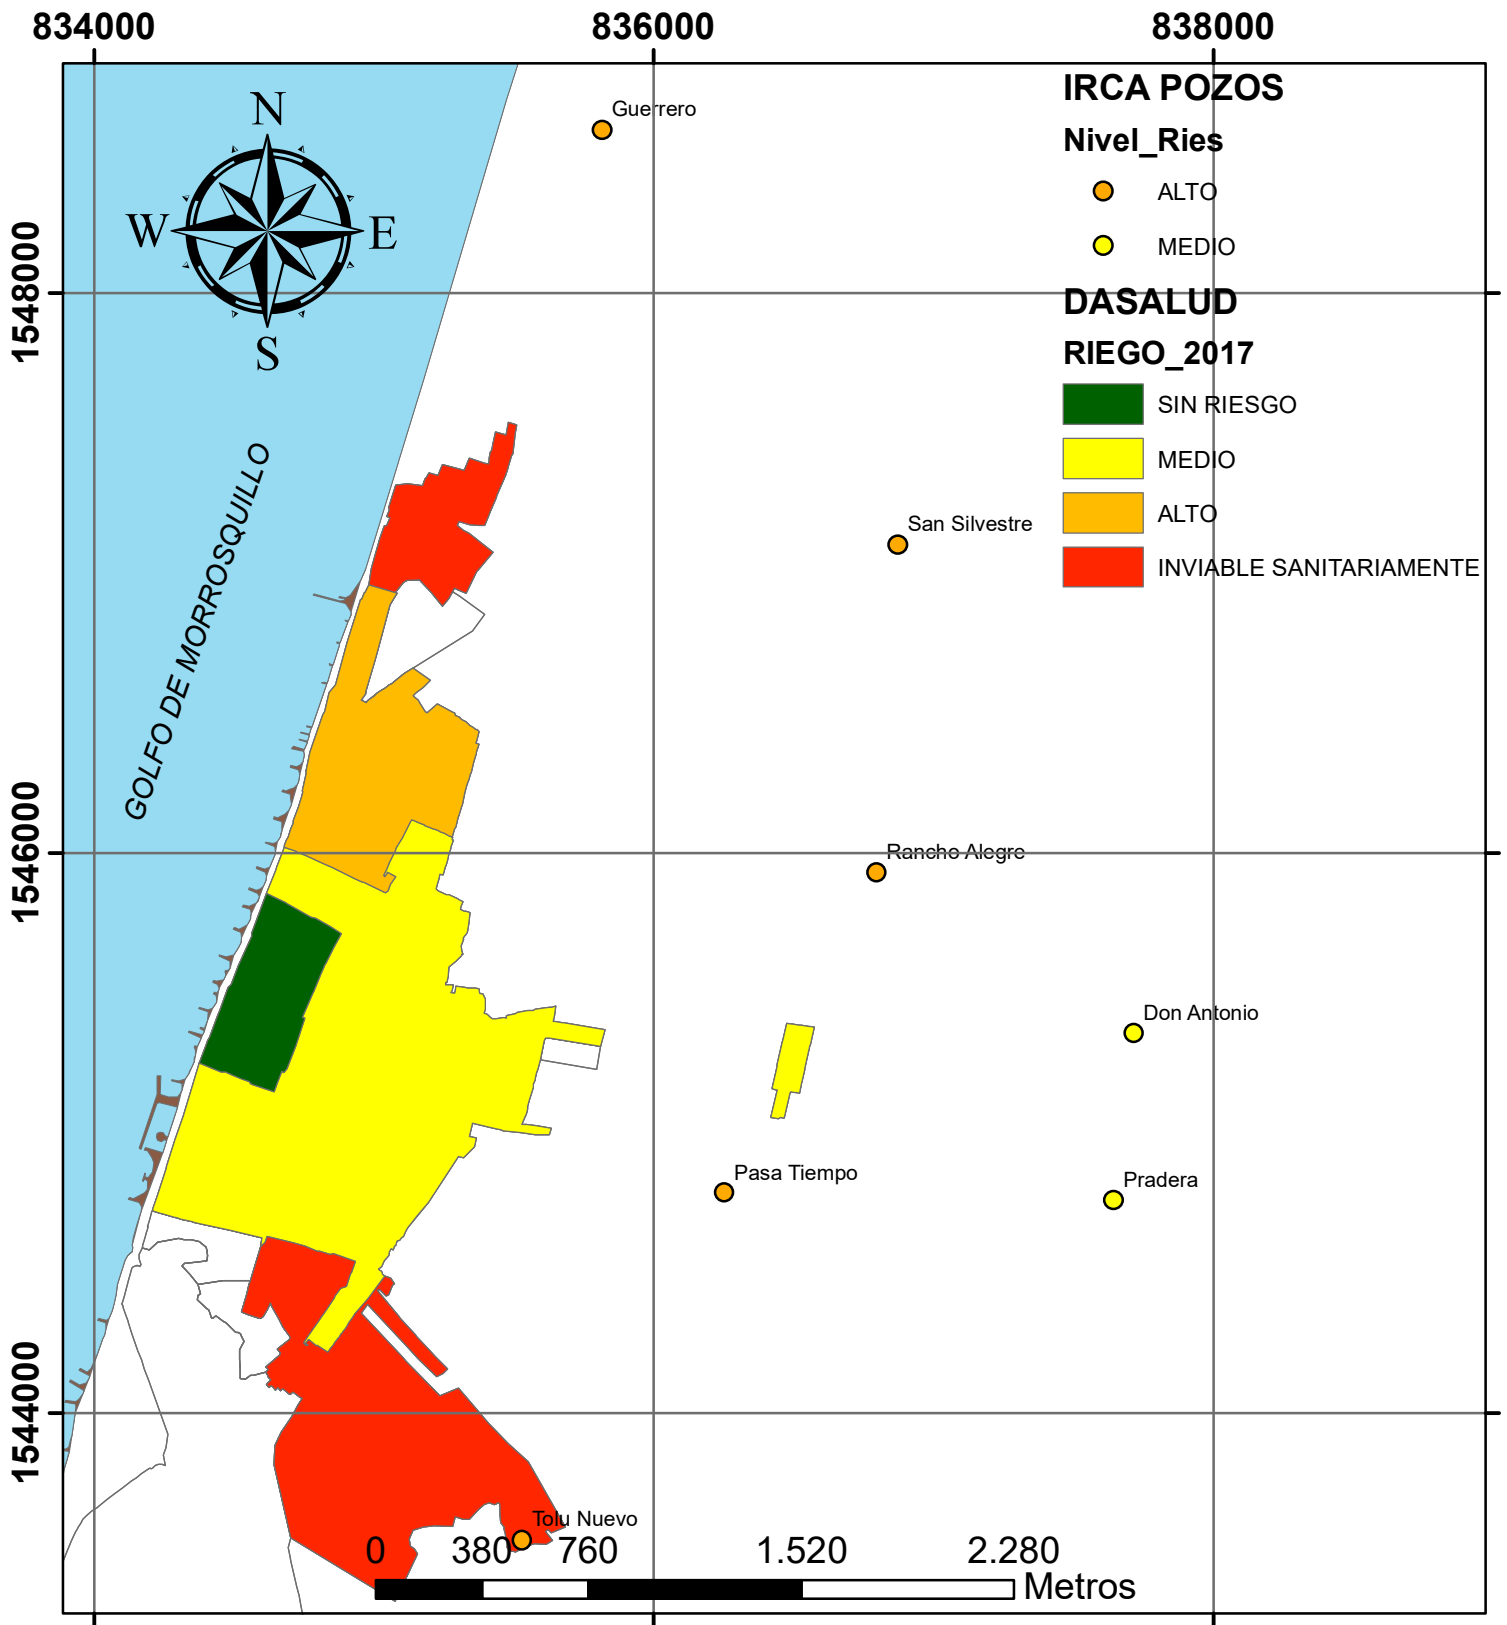 834000
836000
838000
N
W
E
S
Guerrero
IRCA POZOS
Nivel_Ries
ALTO
MEDIO
DASALUD
RIEGO_2017
SIN RIESGO
MEDIO
ALTO
INVIABLE SANITARIAMENTE
1548000
GOLFO DE MORROSQUILLO
San Silvestre
1546000
Rancho Alegre
Don Antonio
Pasa Tiempo
Pradera
1544000
Tolu Nuevo
0 380 760 1.520 2.280
Metros